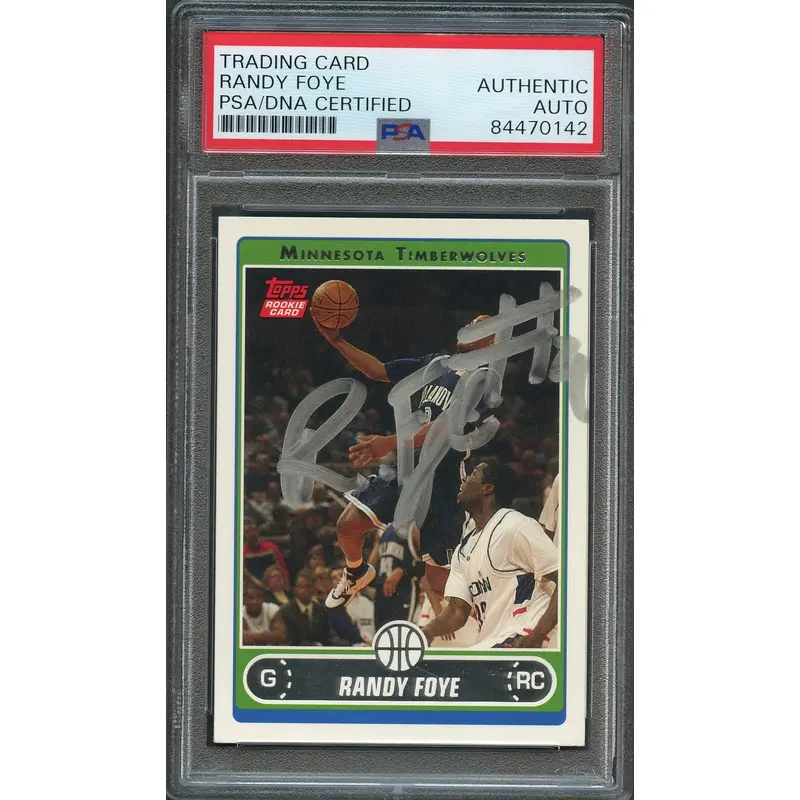 TRADING CARD
RANDY FOYE
PSA/DNA CERTIFIED
AUTHENTIC
AUTO
84470142
PSA
MINNESOTA TIMBERWOLVES
Topps
ROOKIE
CARD
R. Foye #
G
RANDY FOYE
RC